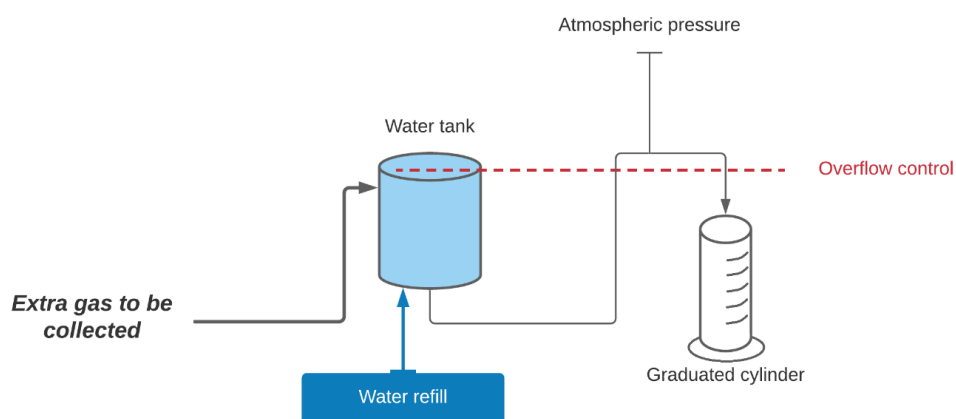 Atmospheric pressure
Water tank
Overflow control
Extra gas to be
collected
Graduated cylinder
Water refill